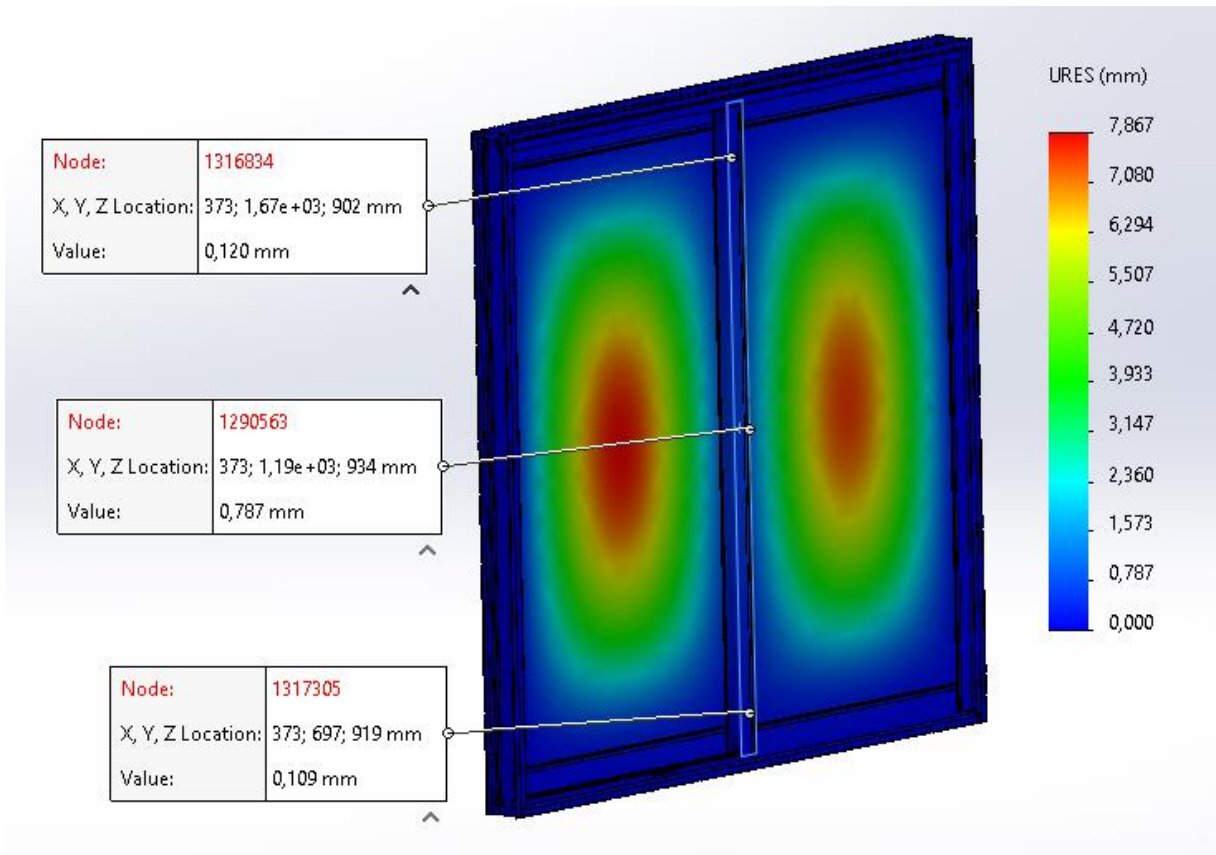 URES (mm)
7,867
7,080
6,294
5,507
4,720
3,933
3,147
2,360
1,573
0,787
0,000
Node: 1316834
X, Y, Z Location: 373; 1,67e+03; 902 mm
Value: 0,120 mm
Node: 1290563
X, Y, Z Location: 373; 1,19e+03; 934 mm
Value: 0,787 mm
Node: 1317305
X, Y, Z Location: 373; 697; 919 mm
Value: 0,109 mm